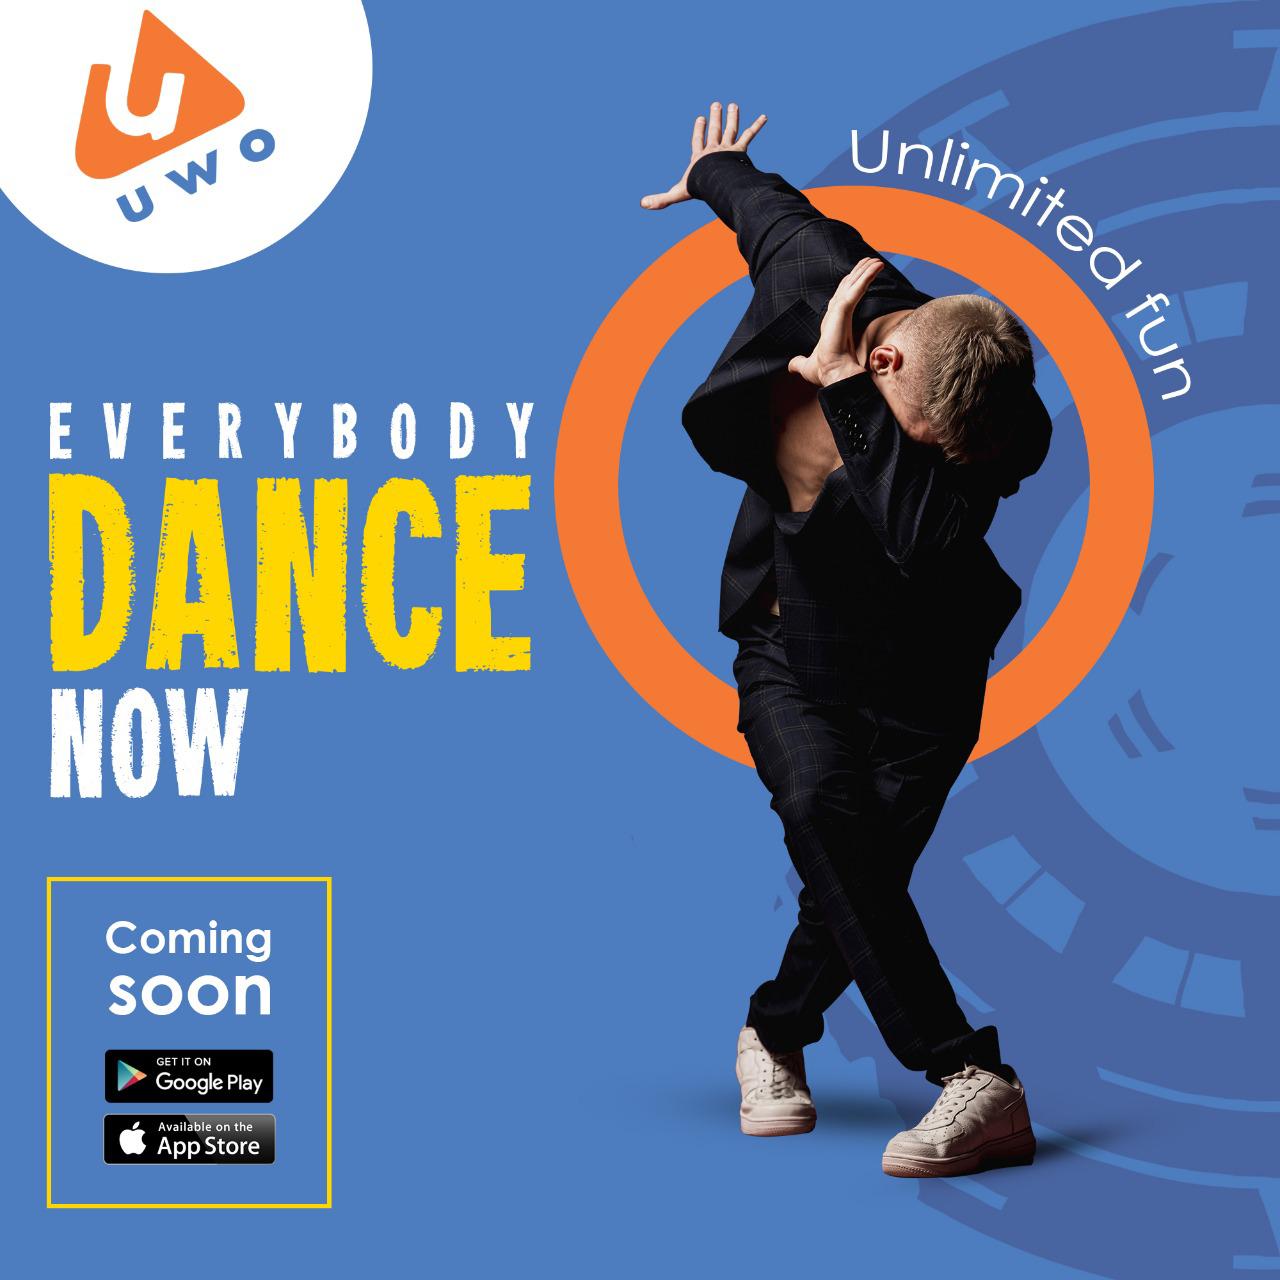 U
UWO
Unlimited fun
EVERYBODY
DANCE
NOW
Coming
soon
GET IT ON
Google Play
Available on the
App Store